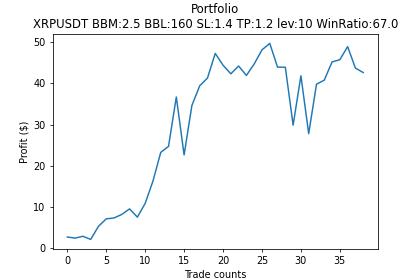 Portfolio
XRPUSDT BBM:2.5 BBL:160 SL:1.4 TP:1.2 lev:10 WinRatio:67.0
50
40
30
20
10
0
Profit ($)
0 5 10 15 20 25 30 35
Trade counts